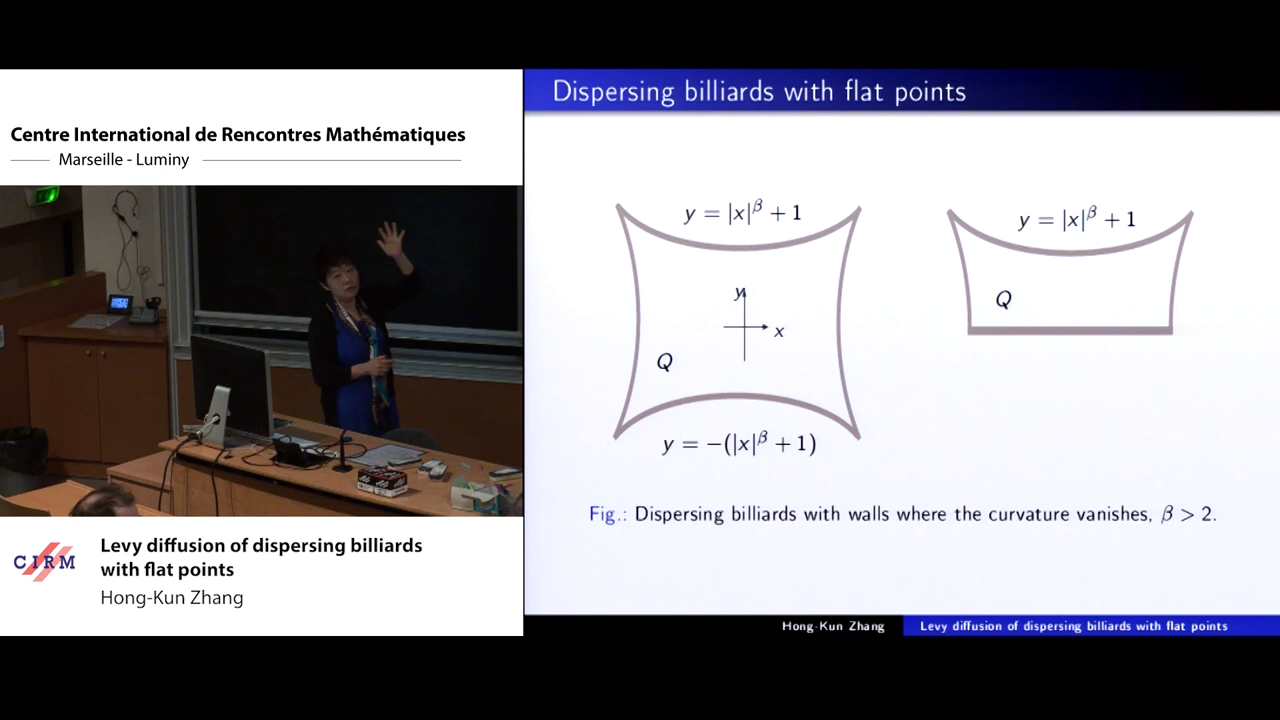 Centre International de Rencontres Mathématiques
Marseille - Luminy
CIRM
Levy diffusion of dispersing billiards
with flat points
Hong-Kun Zhang
Dispersing billiards with flat points
y = |x|^β + 1
y
x
Q
y = −(|x|^β + 1)
y = |x|^β + 1
Q
Fig.: Dispersing billiards with walls where the curvature vanishes, β > 2.
Hong-Kun Zhang
Levy diffusion of dispersing billiards with flat points